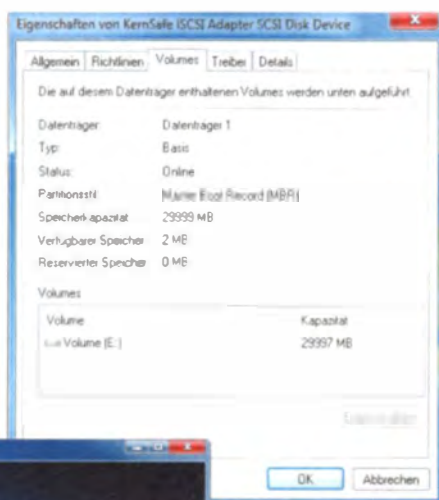 Eigenschaften von KernSafe iSCSI Adapter SCSI Disk Device
Allgemein Richtlinien Volumes Treiber Details
Die auf diesem Datenträger enthaltenen Volumes werden unten aufgeführt.
Datenträger: Datenträger 1
Typ: Basis
Status: Online
Partitionsstil: Master Boot Record (MBR)
Speicherkapazität: 29999 MB
Verfügbarer Speicher: 2 MB
Reservierter Speicher: 0 MB
Volumes
Volume Kapazität
Volume (E:) 29997 MB
OK Abbrechen